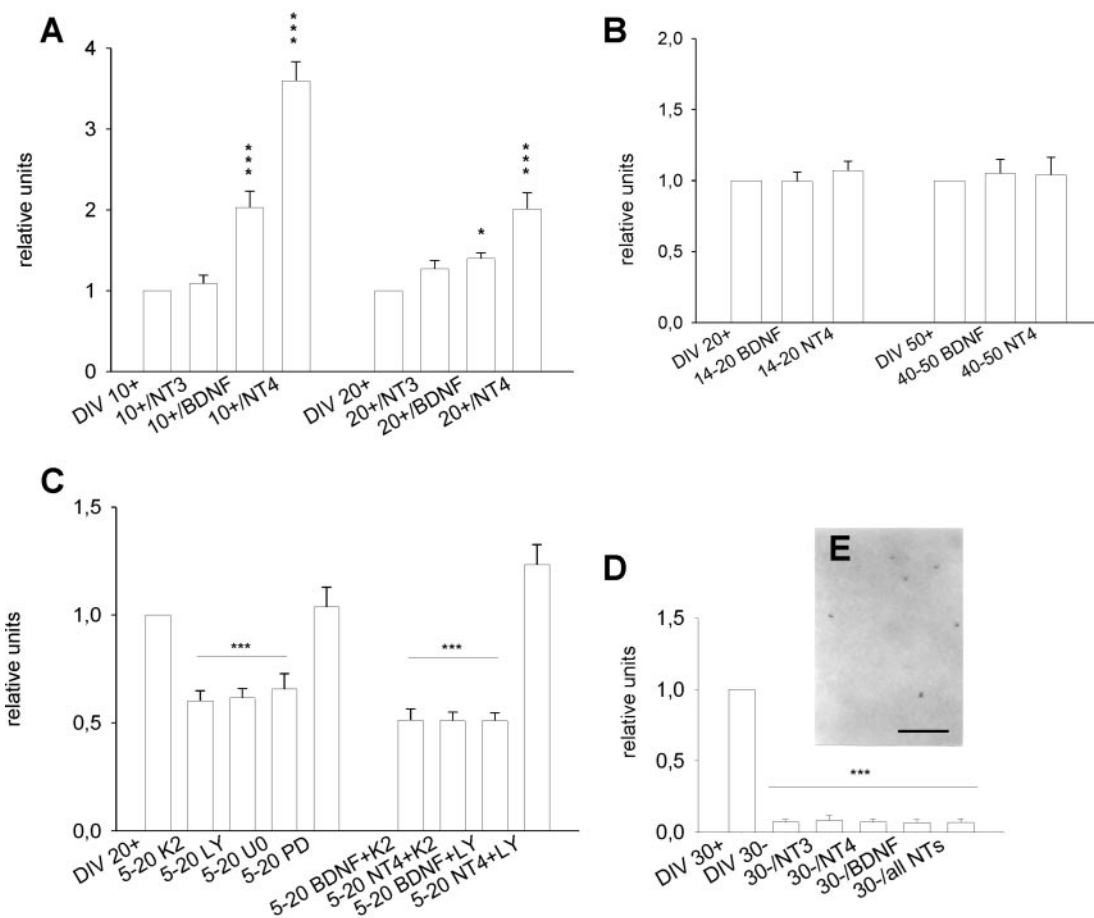 A
relative units
4
3
2
1
0
***
***
*
***
DIV 10+
10+/NT3
10+/BDNF
10+/NT4
DIV 20+
20+/NT3
20+/BDNF
20+/NT4
B
relative units
2,0
1,5
1,0
0,5
0,0
DIV 20+
14-20 BDNF
14-20 NT4
DIV 50+
40-50 BDNF
40-50 NT4
C
relative units
1,5
1,0
0,5
0,0
***
***
DIV 20+
5-20 K2
5-20 LY
5-20 U0
5-20 PD
5-20 BDNF+K2
5-20 NT4+K2
5-20 BDNF+LY
5-20 NT4+LY
D
E
relative units
1,5
1,0
0,5
0,0
***
DIV 30+
DIV 30-
30-/NT3
30-/NT4
30-/BDNF
30-/all NTs